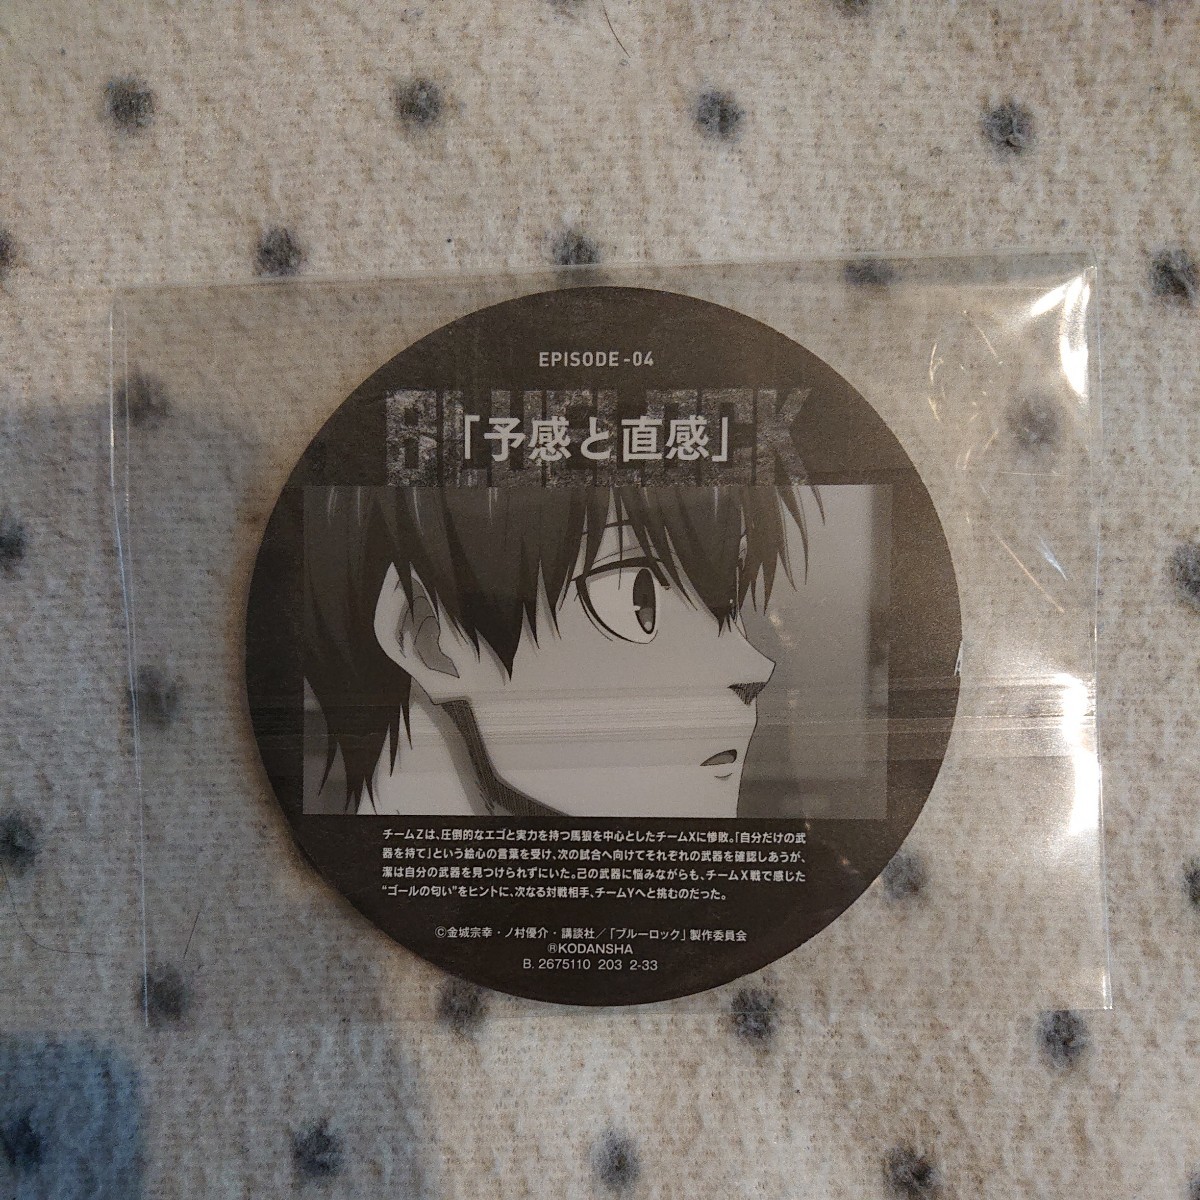 EPISODE-04
BLUELOCK
「予感と直感」
チームZは、圧倒的なエゴと実力を持つ馬狼を中心としたチームXに惨敗。「自分だけの武
器を持て」という絵心の言葉を受け、次の試合へ向けてそれぞれの武器を確認しあうが、
潔は自分の武器を見つけられずにいた。己の武器に悩みながらも、チームX戦で感じた
“ゴールの匂い”をヒントに、次なる対戦相手、チームYへと挑むのだった。
©金城宗幸・ノ村優介・講談社／「ブルーロック」製作委員会
®KODANSHA
B. 2675110 203 2-33